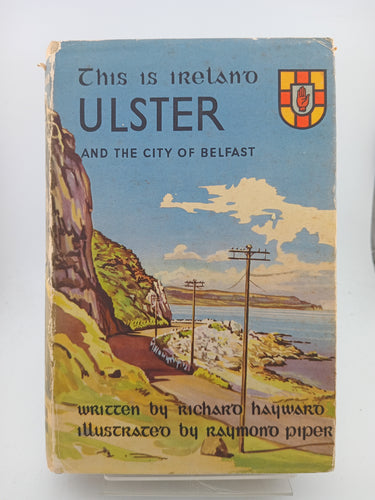 This is Ireland
ULSTER
AND THE CITY OF BELFAST
written by Richard Hayward
illustrated by Raymond Piper